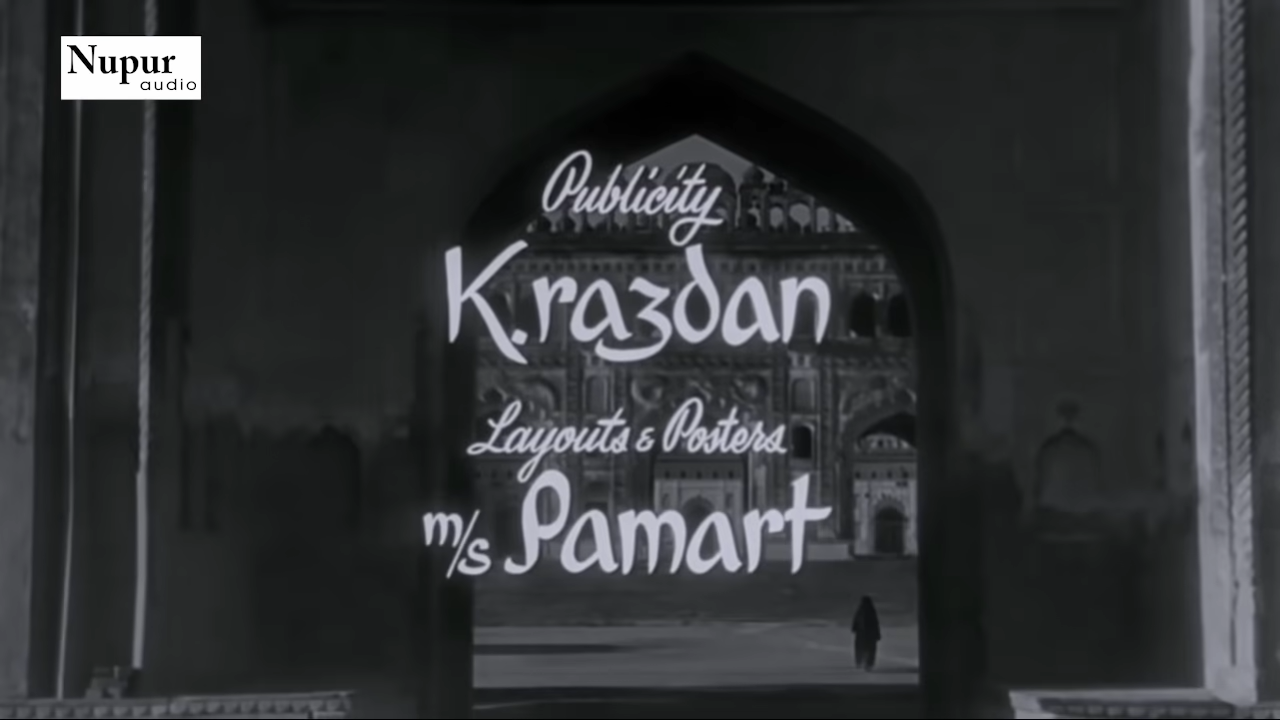 Nupur
audio
Publicity
K.razdan
Layouts & Posters
m/s Pamart